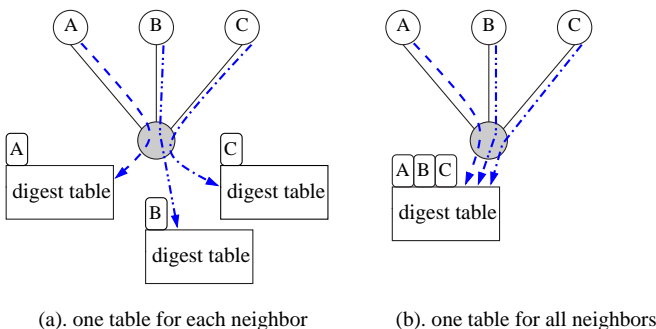 A B C
A B C
A
C
A B C
digest table
digest table
digest table
B
digest table
(a). one table for each neighbor
(b). one table for all neighbors